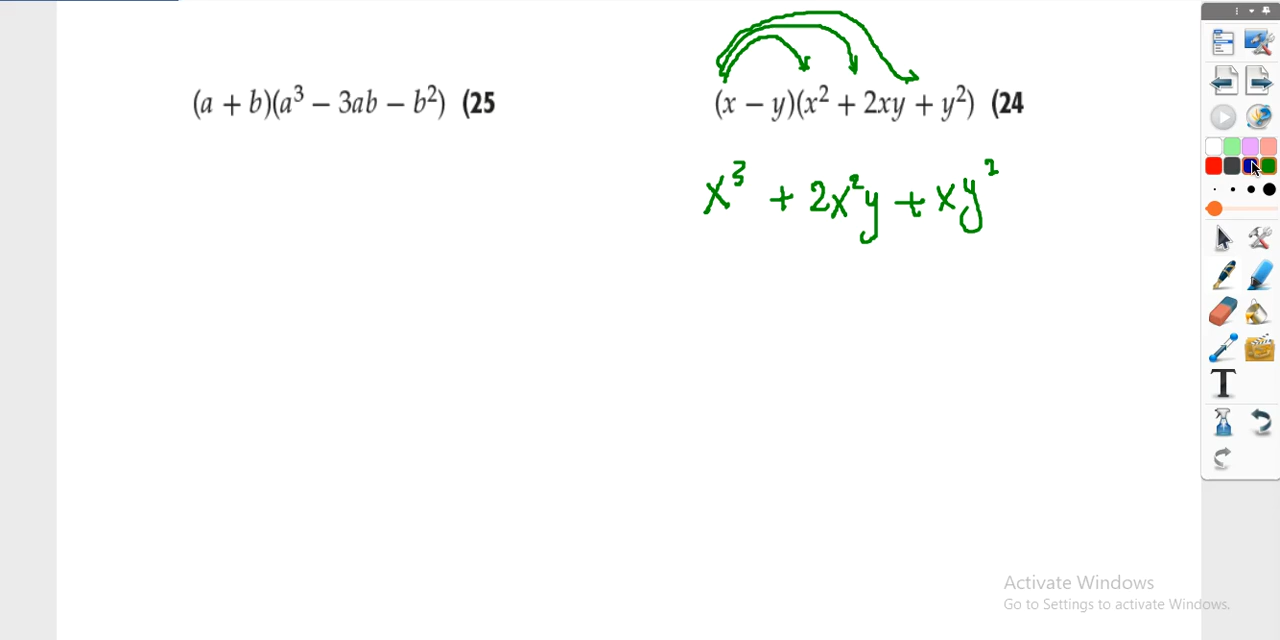 (x − y)(x² + 2xy + y²) (24
x³ + 2x²y + xy²
(a + b)(a³ − 3ab − b²) (25
T
Activate Windows
Go to Settings to activate Windows.